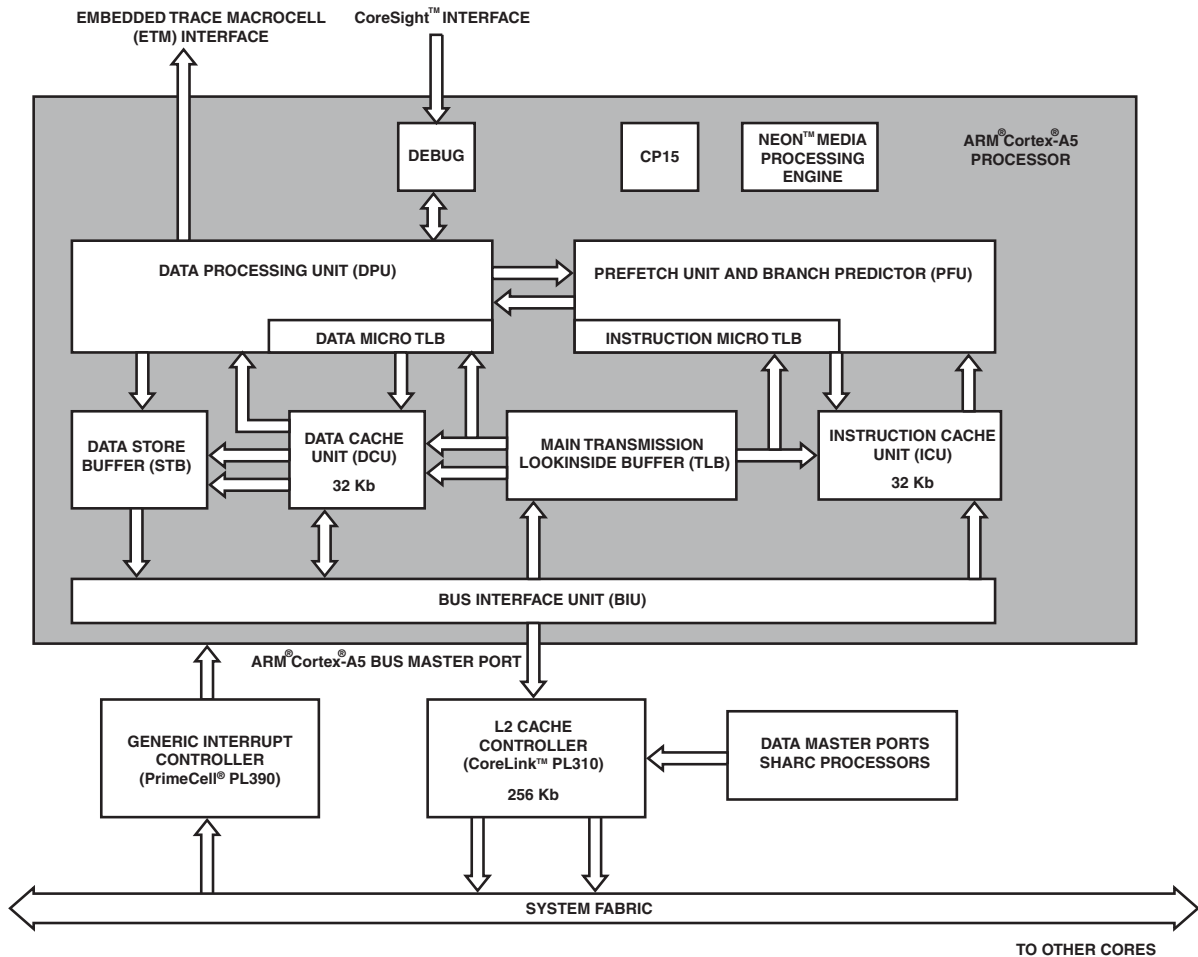 EMBEDDED TRACE MACROCELL
(ETM) INTERFACE
CoreSight™ INTERFACE
DEBUG
CP15
NEON™ MEDIA
PROCESSING
ENGINE
ARM®Cortex®-A5
PROCESSOR
DATA PROCESSING UNIT (DPU)
PREFETCH UNIT AND BRANCH PREDICTOR (PFU)
DATA MICRO TLB
INSTRUCTION MICRO TLB
DATA STORE
BUFFER (STB)
DATA CACHE
UNIT (DCU)
32 Kb
MAIN TRANSMISSION
LOOKINSIDE BUFFER (TLB)
INSTRUCTION CACHE
UNIT (ICU)
32 Kb
BUS INTERFACE UNIT (BIU)
ARM®Cortex®-A5 BUS MASTER PORT
GENERIC INTERRUPT
CONTROLLER
(PrimeCell® PL390)
L2 CACHE
CONTROLLER
(CoreLink™ PL310)
256 Kb
DATA MASTER PORTS
SHARC PROCESSORS
SYSTEM FABRIC
TO OTHER CORES